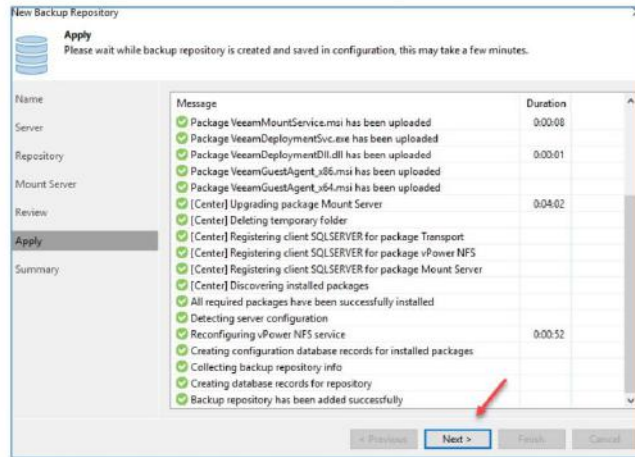 New Backup Repository
Apply
Please wait while backup repository is created and saved in configuration, this may take a few minutes.
Name
Server
Repository
Mount Server
Review
Apply
Summary
Message Duration
Package VeeamMountService.msi has been uploaded 0:00:08
Package VeeamDeploymentSvc.exe has been uploaded
Package VeeamDeploymentDll.dll has been uploaded 0:00:01
Package VeeamGuestAgent_x86.msi has been uploaded
Package VeeamGuestAgent_x64.msi has been uploaded
[Center] Upgrading package Mount Server 0:04:02
[Center] Deleting temporary folder
[Center] Registering client SQLSERVER for package Transport
[Center] Registering client SQLSERVER for package vPower NFS
[Center] Registering client SQLSERVER for package Mount Server
[Center] Discovering installed packages
All required packages have been successfully installed
Detecting server configuration
Reconfiguring vPower NFS service 0:00:52
Creating configuration database records for installed packages
Collecting backup repository info
Creating database records for repository
Backup repository has been added successfully
< Previous Next > Finish Cancel